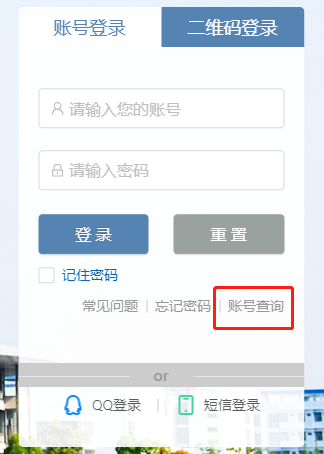 账号登录 二维码登录
请输入您的账号
请输入密码
登 录 重 置
记住密码
常见问题 | 忘记密码 | 账号查询
or
QQ登录 | 短信登录